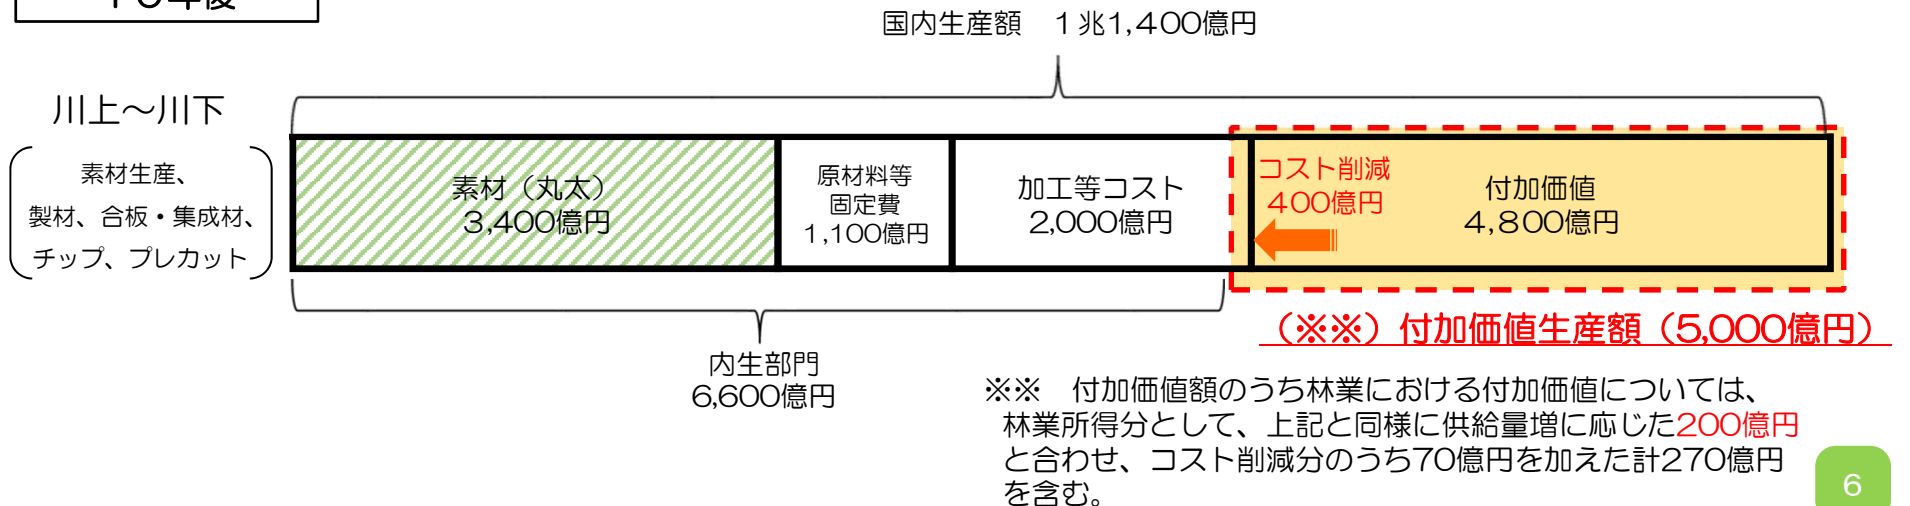 国内生産額　1兆1,400億円
川上～川下
素材生産、
製材、合板・集成材、
チップ、プレカット
素材（丸太）
3,400億円
原材料等
固定費
1,100億円
加工等コスト
2,000億円
コスト削減
400億円
付加価値
4,800億円
（※※）付加価値生産額（5,000億円）
内生部門
6,600億円
※※　付加価値額のうち林業における付加価値については、
林業所得分として、上記と同様に供給量増に応じた200億円
と合わせ、コスト削減分のうち70億円を加えた計270億円
を含む。
6